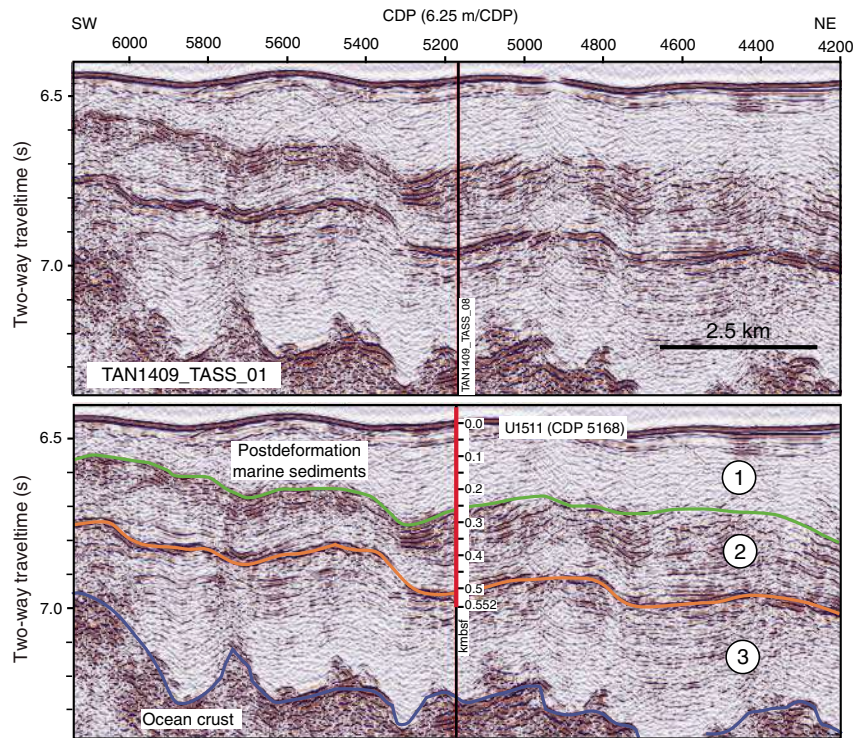 CDP (6.25 m/CDP)
SW NE
6000 5800 5600 5400 5200 5000 4800 4600 4400 4200
Two-way traveltime (s)
6.5
7.0
TAN1409_TASS_08
2.5 km
TAN1409_TASS_01
Two-way traveltime (s)
6.5
7.0
Postdeformation
marine sediments
0.0
0.1
0.2
0.3
0.4
0.5
0.552
kmbsf
U1511 (CDP 5168)
1
2
3
Ocean crust